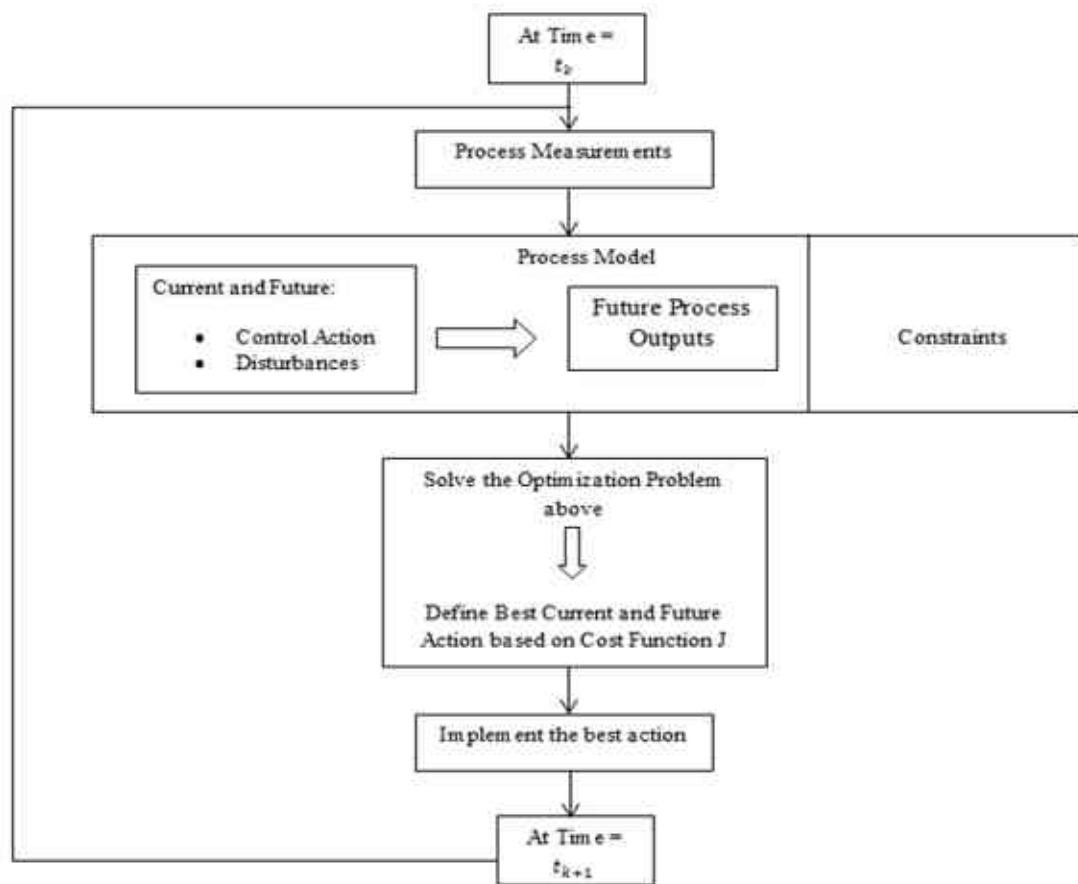 At Time =
t_k
Process Measurements
Process Model
Current and Future:
• Control Action
• Disturbances
Future Process
Outputs
Constraints
Solve the Optimization Problem
above
Define Best Current and Future
Action based on Cost Function J
Implement the best action
At Time =
t_{k+1}